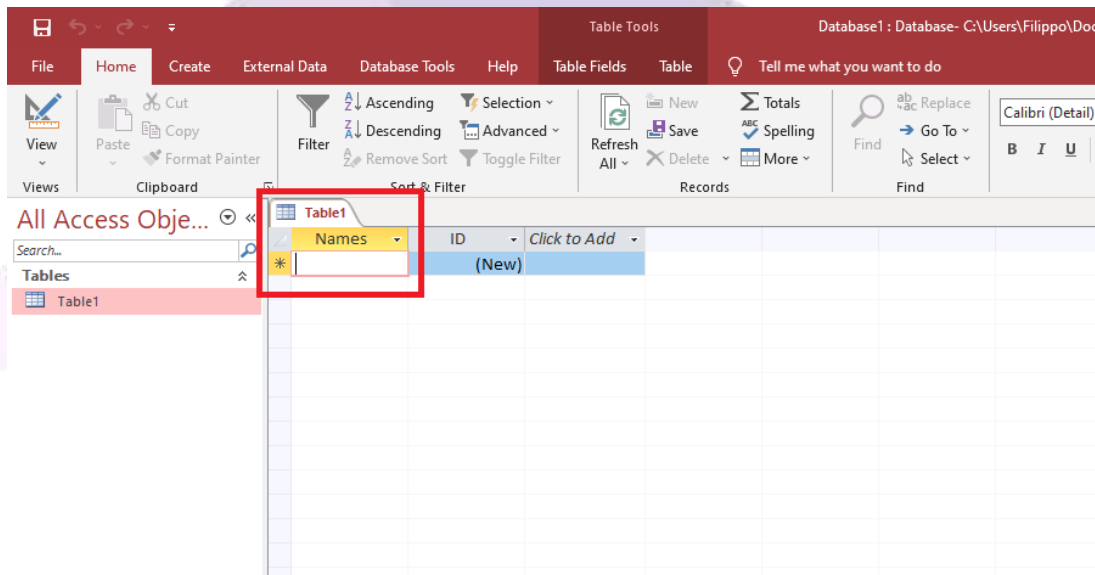 Table Tools
Database1 : Database- C:\Users\Filippo\Doc
File Home Create External Data Database Tools Help Table Fields Table Tell me what you want to do
View
Paste
Cut
Copy
Format Painter
Filter
Ascending
Descending
Remove Sort
Selection
Advanced
Toggle Filter
Refresh
All
New
Save
Delete
Totals
Spelling
More
Find
Replace
Go To
Select
Calibri (Detail)
B I U
Views Clipboard Sort & Filter Records Find
All Access Obje...
Search...
Tables
Table1
Table1
Names ID Click to Add
(New)